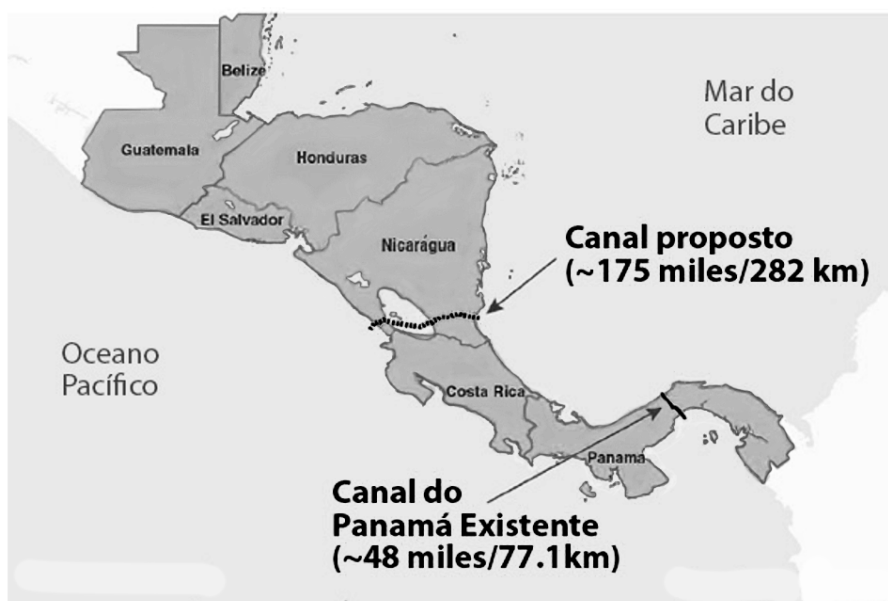 Belize
Mar do
Caribe
Guatemala
Honduras
El Salvador
Nicarágua
Canal proposto
(~175 miles/282 km)
Oceano
Pacífico
Costa Rica
Panamá
Canal do
Panamá Existente
(~48 miles/77.1km)